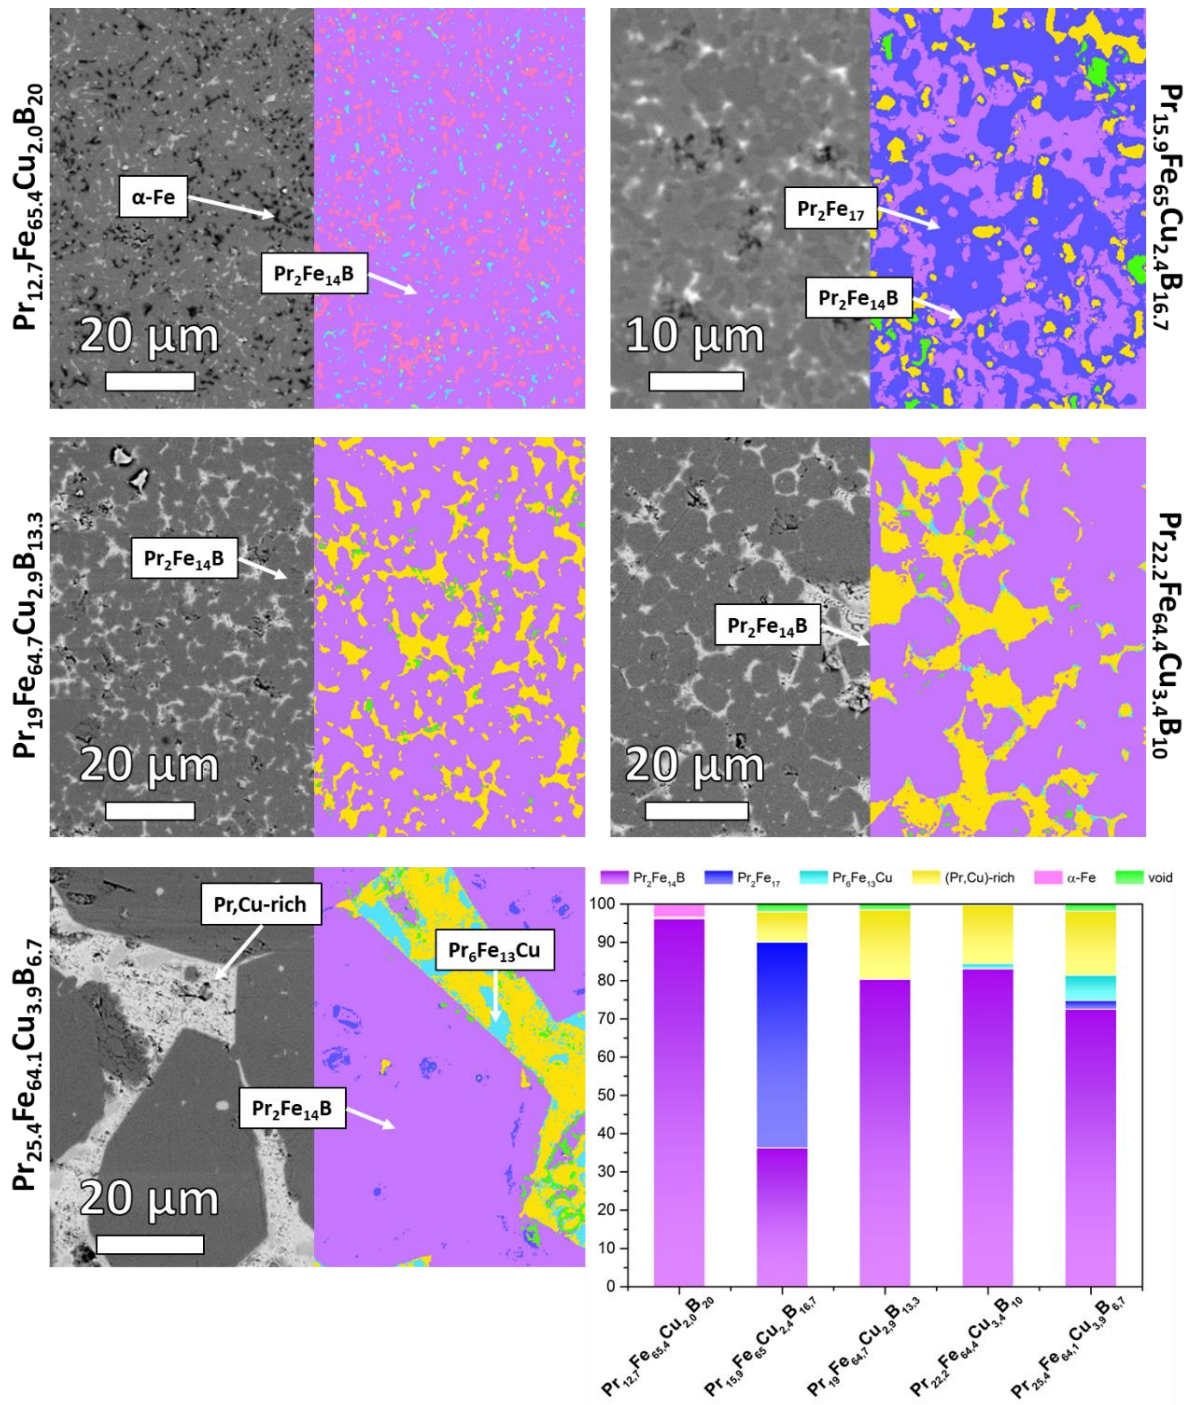 Pr₁₂.₇Fe₆₅.₄Cu₂.₀B₂₀
α-Fe
Pr₂Fe₁₄B
20 µm
Pr₂Fe₁₇
Pr₂Fe₁₄B
10 µm
Pr₁₅.₉Fe₆₅Cu₂.₄B₁₆.₇
Pr₁₉Fe₆₄.₇Cu₂.₉B₁₃.₃
Pr₂Fe₁₄B
20 µm
Pr₂Fe₁₄B
20 µm
Pr₂₂.₂Fe₆₄.₄Cu₃.₄B₁₀
Pr₂₅.₄Fe₆₄.₁Cu₃.₉B₆.₇
Pr,Cu-rich
Pr₆Fe₁₃Cu
Pr₂Fe₁₄B
20 µm
Pr₂Fe₁₄B Pr₂Fe₁₇ Pr₆Fe₁₃Cu (Pr,Cu)-rich α-Fe void
100
90
80
70
60
50
40
30
20
10
0
Pr₁₂,₇Fe₆₅,₄Cu₂,₀B₂₀
Pr₁₅,₉Fe₆₅Cu₂,₄B₁₆,₇
Pr₁₉Fe₆₄,₇Cu₂,₉B₁₃,₃
Pr₂₂,₂Fe₆₄,₄Cu₃,₄B₁₀
Pr₂₅,₄Fe₆₄,₁Cu₃,₉B₆,₇